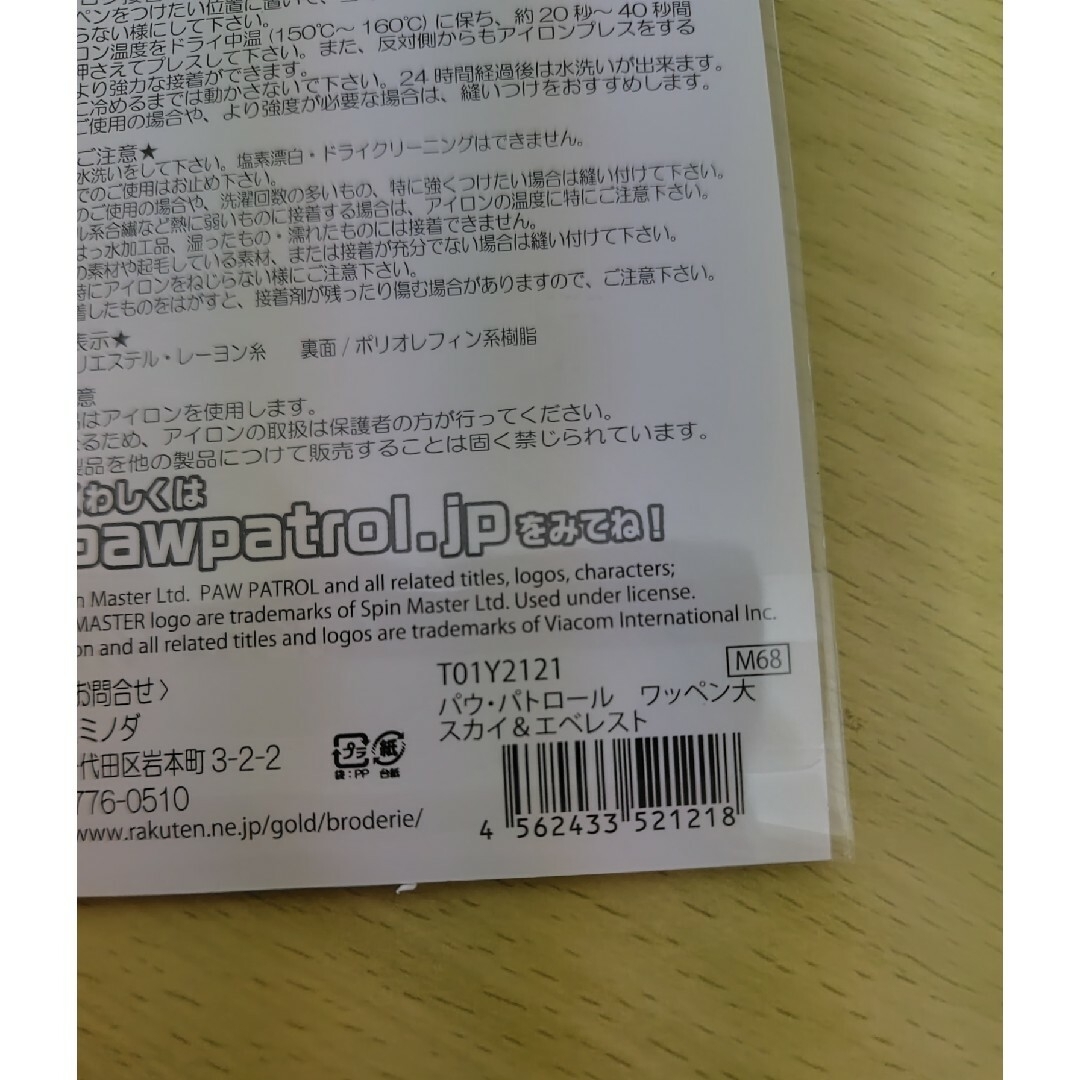 ペンをつけたい位置に置いて、
らない様にして下さい。
ロン温度をドライ中温(150℃～160℃)に保ち、約20秒～40秒間
押さえてプレスして下さい。また、反対側からもアイロンプレスをする
より強力な接着ができます。
に冷めるまでは動かさないで下さい。24時間経過後は水洗いが出来ます。
ご使用の場合や、より強度が必要な場合は、縫いつけをおすすめします。
ご注意★
水洗いをして下さい。塩素漂白・ドライクリーニングはできません。
でのご使用はお止め下さい。
のご使用の場合や、洗濯回数の多いもの、特に強くつけたい場合は縫い付けて下さい。
ル系合繊など熱に弱いものに接着する場合は、アイロンの温度に特にご注意下さい。
はっ水加工品、湿ったもの・濡れたものには接着できません。
の素材や起毛している素材、または接着が充分でない場合は縫い付けて下さい。
特にアイロンをねじらない様にご注意下さい。
着したものをはがすと、接着剤が残ったり傷む場合がありますので、ご注意下さい。
表示★
リエステル・レーヨン糸 裏面/ポリオレフィン系樹脂
意
はアイロンを使用します。
るため、アイロンの取扱は保護者の方が行ってください。
製品を他の製品につけて販売することは固く禁じられています。
くわしくは
pawpatrol.jpをみてね!
n Master Ltd. PAW PATROL and all related titles, logos, characters;
MASTER logo are trademarks of Spin Master Ltd. Used under license.
on and all related titles and logos are trademarks of Viacom International Inc.
お問合せ〉
ミノダ
代田区岩本町3-2-2
776-0510
www.rakuten.ne.jp/gold/broderie/
プラ 紙
袋:PP 台紙
T01Y2121 M68
パウ・パトロール ワッペン大
スカイ&エベレスト
4 562433 521218